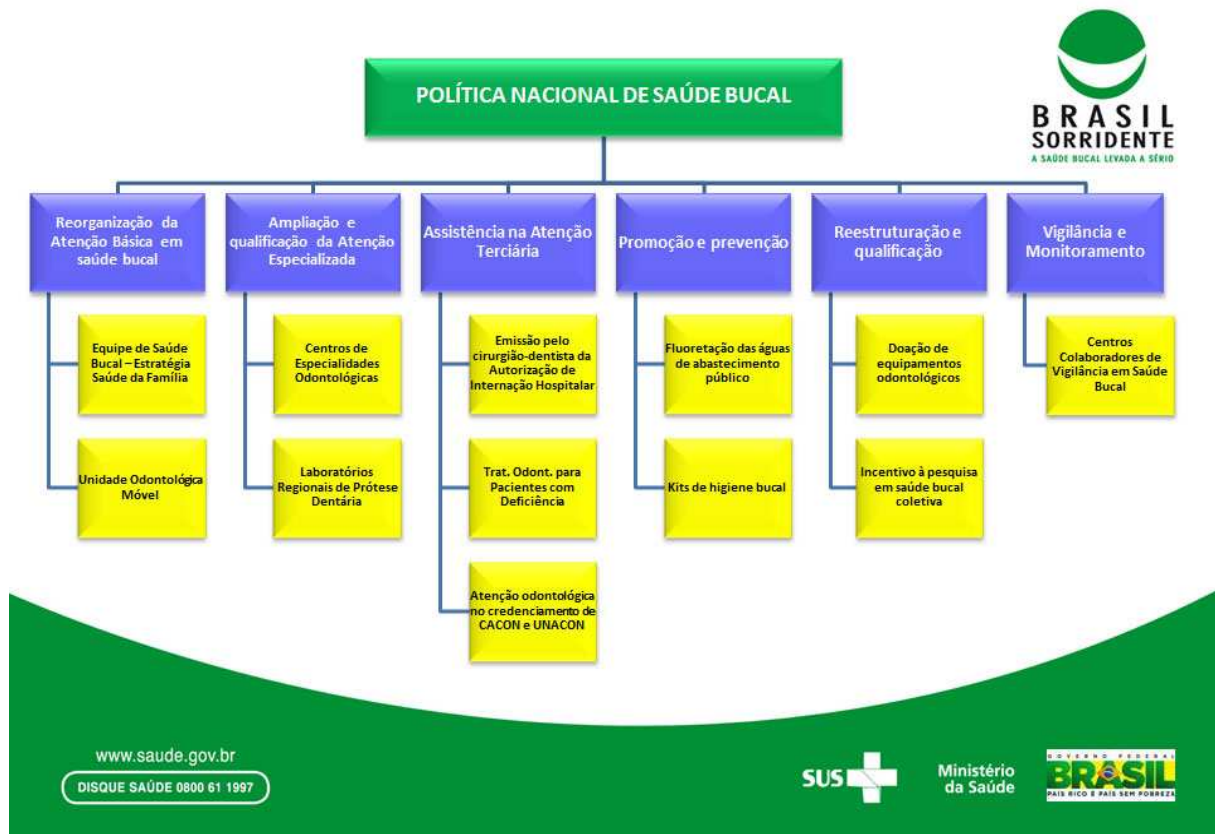 POLÍTICA NACIONAL DE SAÚDE BUCAL
BRASIL
SORRIDENTE
A SAÚDE BUCAL LEVADA A SÉRIO
Reorganização da
Atenção Básica em
saúde bucal
Equipe de Saúde
Bucal – Estratégia
Saúde da Família
Unidade Odontológica
Móvel
Ampliação e
qualificação da Atenção
Especializada
Centros de
Especialidades
Odontológicas
Laboratórios
Regionais de Prótese
Dentária
Assistência na Atenção
Terciária
Emissão pelo
cirurgião-dentista da
Autorização de
Internação Hospitalar
Trat. Odont. para
Pacientes com
Deficiência
Atenção odontológica
no credenciamento de
CACON e UNACON
Promoção e prevenção
Fluoretação das águas
de abastecimento
público
Kits de higiene bucal
Reestruturação e
qualificação
Doação de
equipamentos
odontológicos
Incentivo à pesquisa
em saúde bucal
coletiva
Vigilância e
Monitoramento
Centros
Colaboradores de
Vigilância em Saúde
Bucal
www.saude.gov.br
DISQUE SAÚDE 0800 61 1997
SUS
Ministério
da Saúde
GOVERNO FEDERAL
BRASIL
PAÍS RICO É PAÍS SEM POBREZA